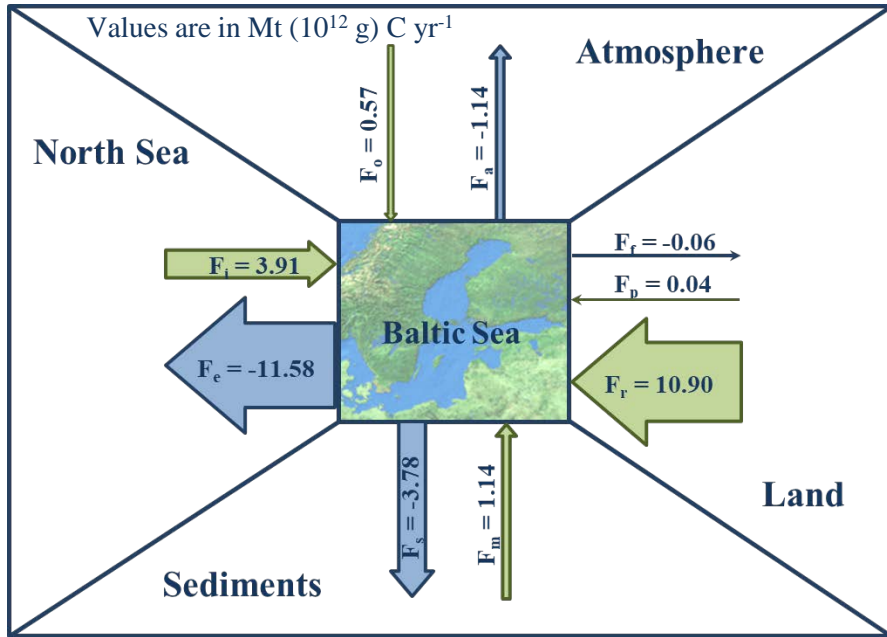 Values are in Mt (10¹² g) C yr⁻¹
Atmosphere
North Sea
Fₒ = 0.57
Fₐ = -1.14
Fᵢ = 3.91
F_f = -0.06
Fₚ = 0.04
Baltic Sea
Fₑ = -11.58
Fᵣ = 10.90
Fₛ = -3.78
Fₘ = 1.14
Land
Sediments